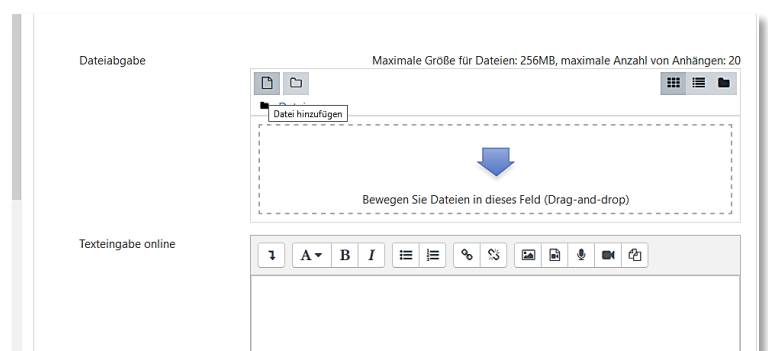 Dateiabgabe
Maximale Größe für Dateien: 256MB, maximale Anzahl von Anhängen: 20
Datei hinzufügen
Bewegen Sie Dateien in dieses Feld (Drag-and-drop)
Texteingabe online
A B I